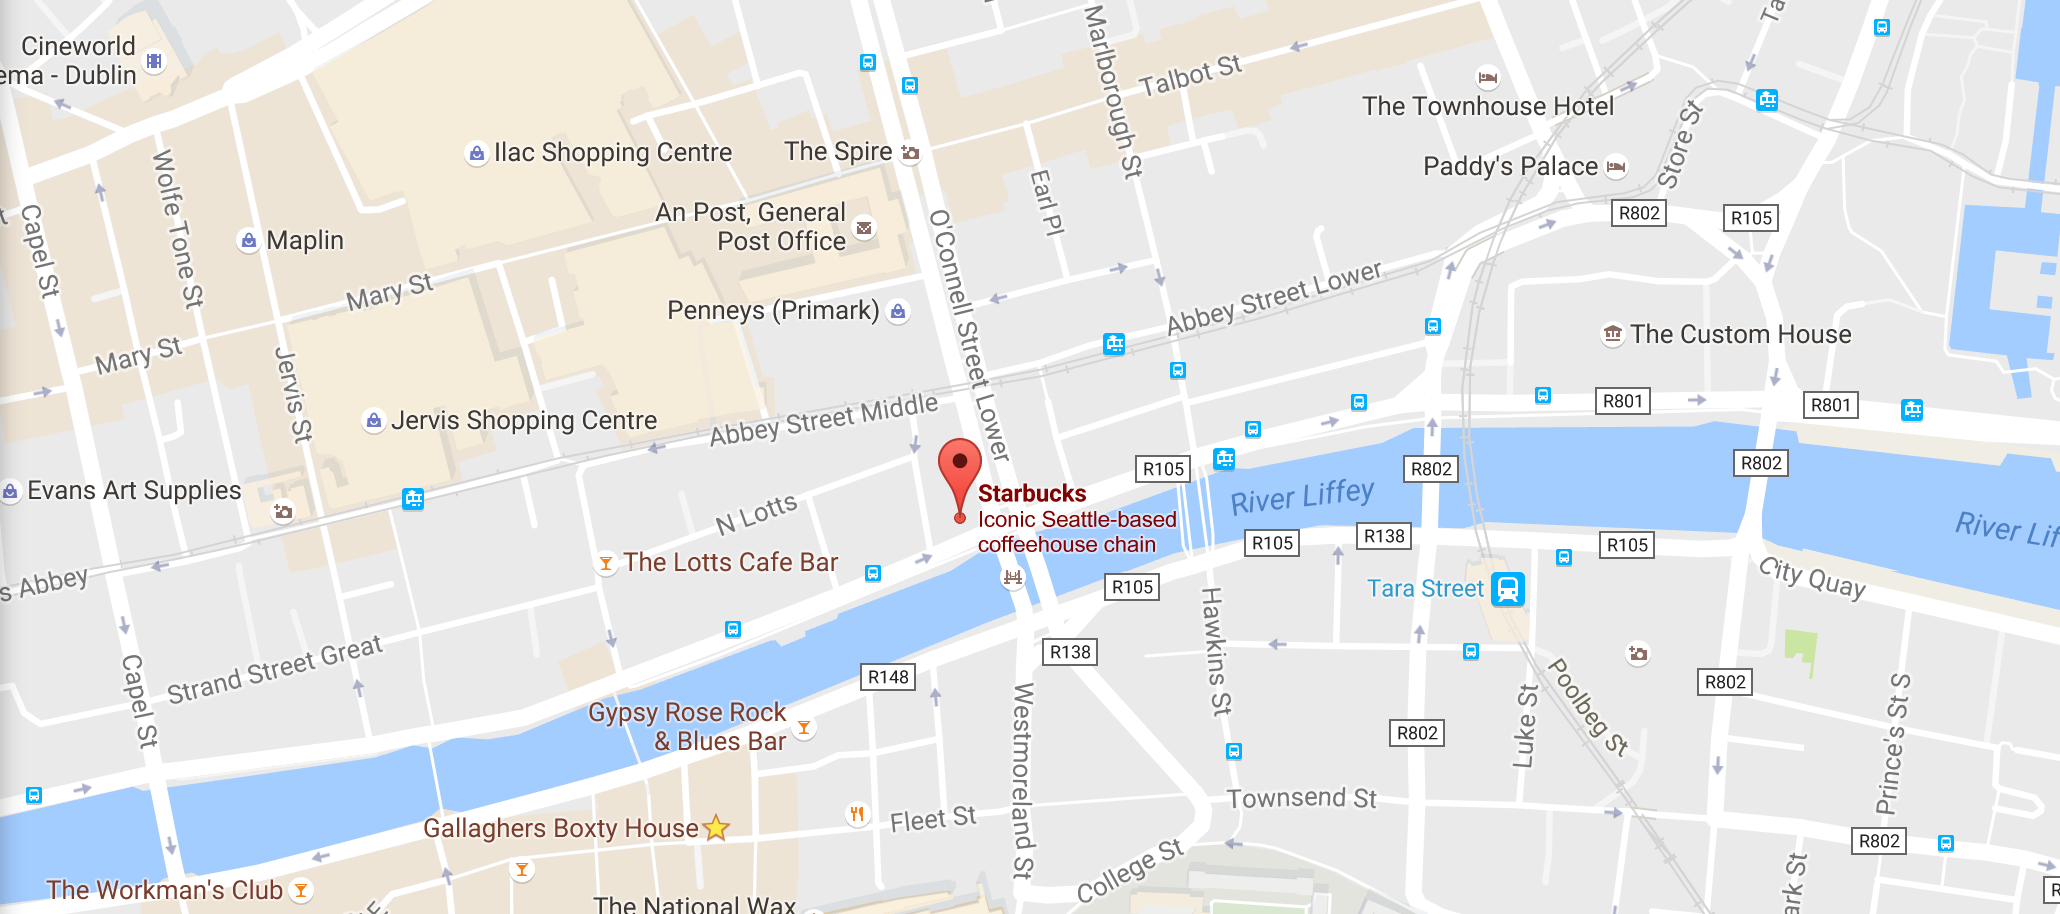 Cineworld
ema - Dublin
Marlborough St
Talbot St
The Townhouse Hotel
Ilac Shopping Centre
The Spire
Paddy's Palace
Store St
Wolfe Tone St
Capel St
An Post, General
Post Office
Earl Pl
R802
R105
Maplin
O'Connell Street Lower
Mary St
Penneys (Primark)
Abbey Street Lower
The Custom House
Mary St
Jervis St
Jervis Shopping Centre
Abbey Street Middle
R801
R801
R105
R802
R802
Evans Art Supplies
Starbucks
Iconic Seattle-based
coffeehouse chain
River Liffey
River Lif
N Lotts
R105
R138
R105
The Lotts Cafe Bar
s Abbey
R105
Tara Street
City Quay
Hawkins St
Strand Street Great
Capel St
R148
R138
R802
Gypsy Rose Rock
& Blues Bar
Westmoreland St
Luke St
Poolbeg St
Prince's St S
R802
Townsend St
Fleet St
Gallaghers Boxty House
R802
College St
The Workman's Club
The National Wax
ark St
R